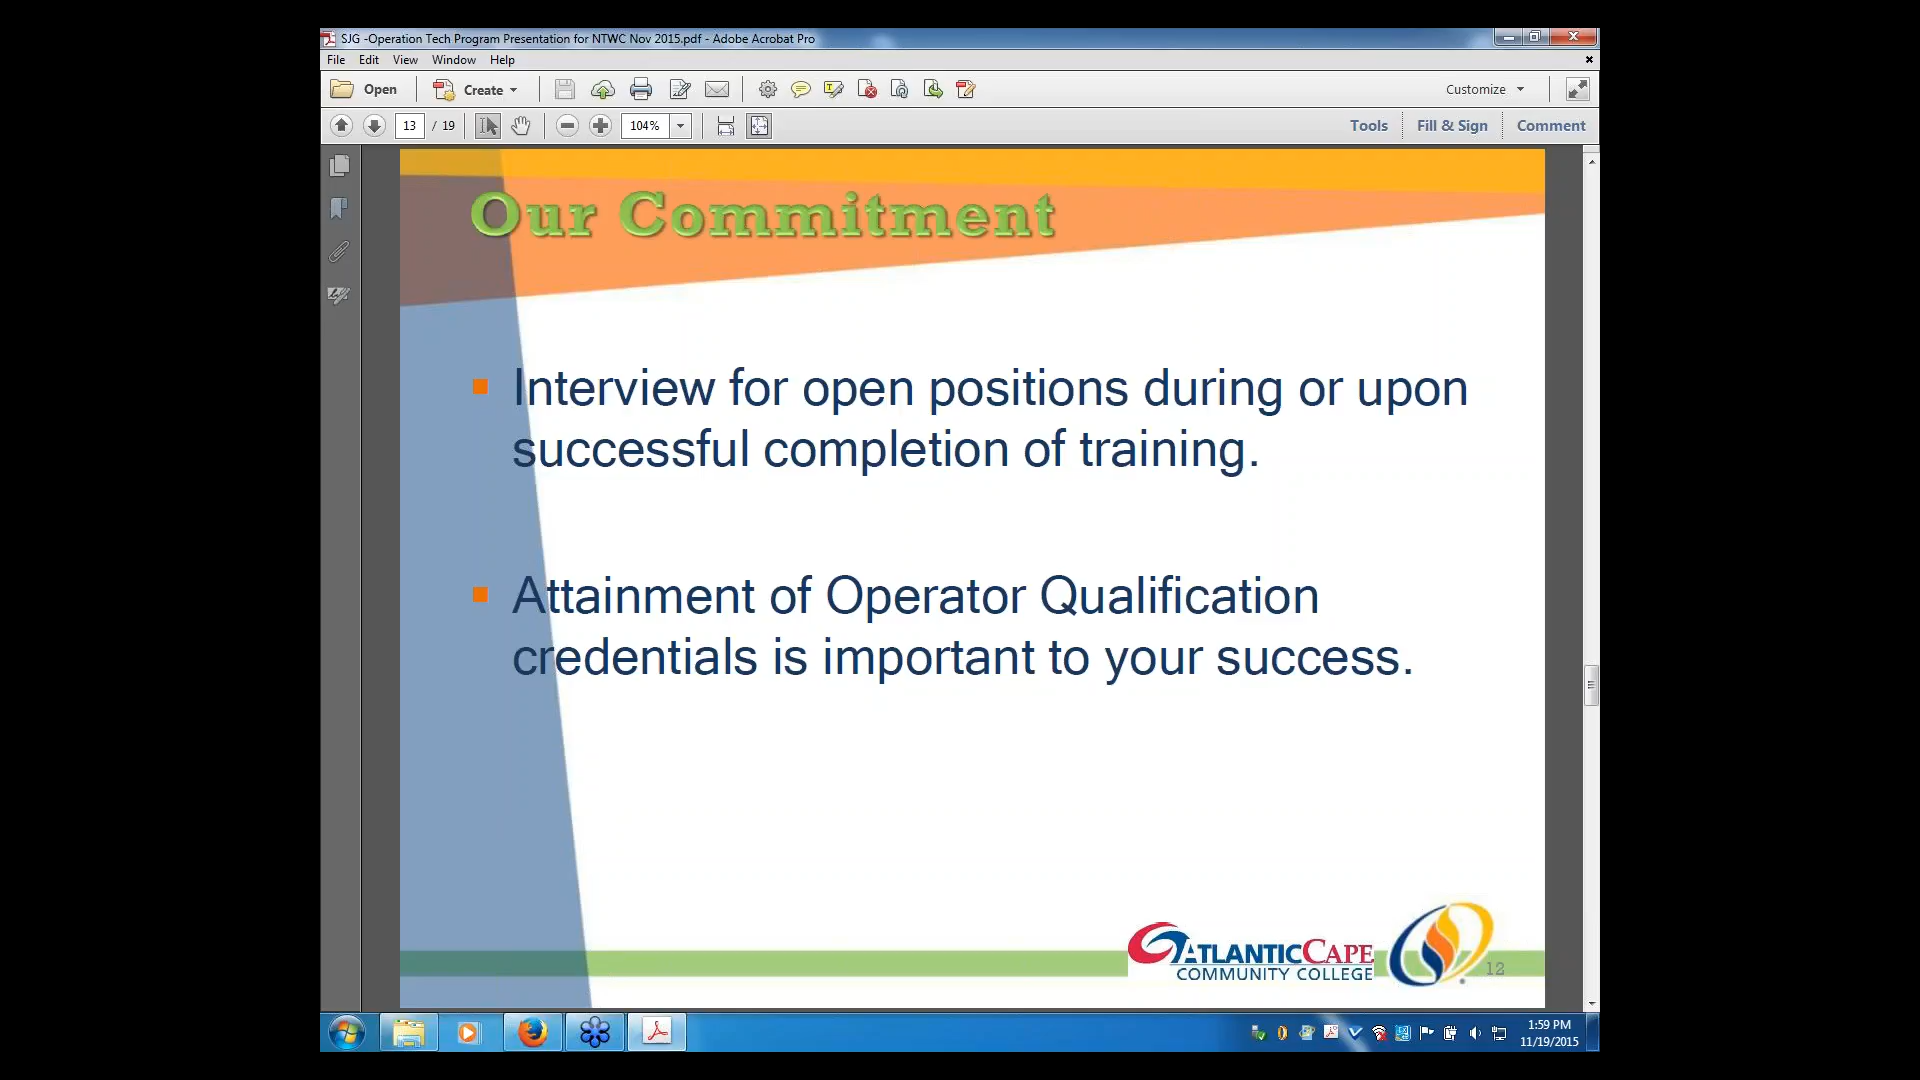 SJG -Operation Tech Program Presentation for NTWC Nov 2015.pdf - Adobe Acrobat Pro
File Edit View Window Help
Open Create Customize
13 / 19 104% Tools Fill & Sign Comment
Our Commitment
Interview for open positions during or upon
successful completion of training.
Attainment of Operator Qualification
credentials is important to your success.
ATLANTICCAPE
COMMUNITY COLLEGE
12
1:59 PM
11/19/2015